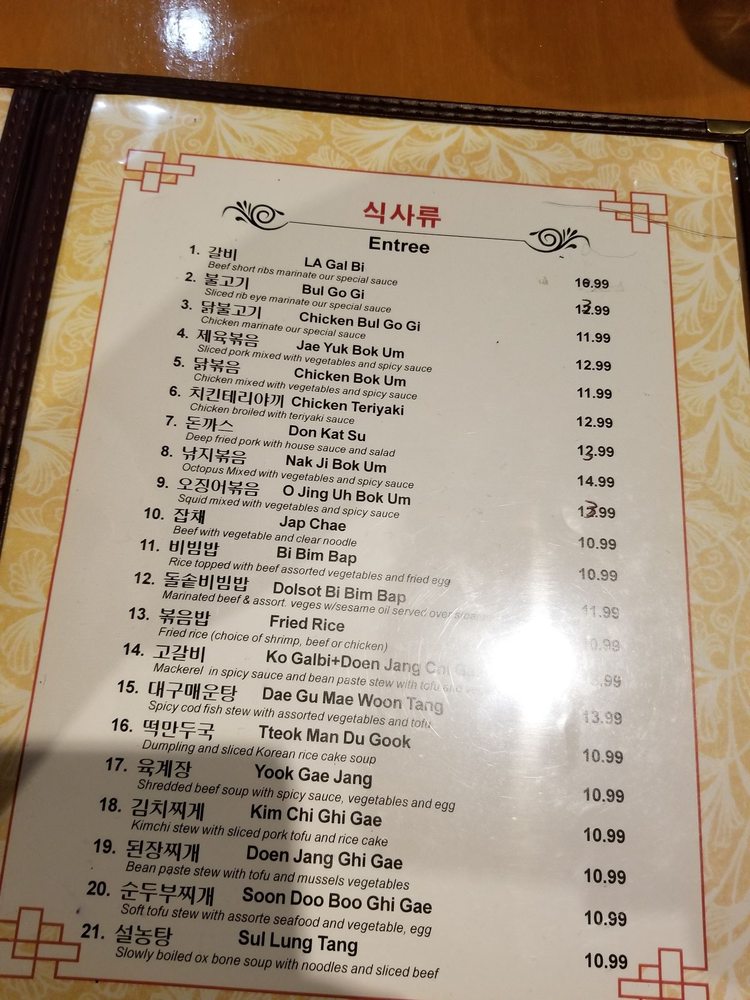 식사류
Entree
1. 갈비 LA Gal Bi
Beef short ribs marinate our special sauce
2. 불고기 Bul Go Gi 16.99
Sliced rib eye marinate our special sauce
3. 닭불고기 Chicken Bul Go Gi
Chicken marinate our special sauce
4. 제육볶음 Jae Yuk Bok Um 11.99
Sliced pork mixed with vegetables and spicy sauce
5. 닭볶음 Chicken Bok Um 12.99
Chicken mixed with vegetables and spicy sauce
6. 치킨테리야끼 Chicken Teriyaki 11.99
Chicken broiled with teriyaki sauce
7. 돈까스 Don Kat Su 12.99
Deep fried pork with house sauce and salad
8. 낚지볶음 Nak Ji Bok Um
Octopus Mixed with vegetables and spicy sauce
9. 오징어볶음 O Jing Uh Bok Um 14.99
Squid mixed with vegetables and spicy sauce
10. 잡채 Jap Chae 13.99
Beef with vegetable and clear noodle
11. 비빔밥 Bi Bim Bap 10.99
Rice topped with beef assorted vegetables and fried egg
12. 돌솥비빔밥 Dolsot Bi Bim Bap 10.99
Marinated beef & assort. veges w/sesame oil served over
13. 볶음밥 Fried Rice 11.99
Fried rice (choice of shrimp, beef or chicken)
14. 고갈비 Ko Galbi+Doen Jang 10.99
Mackerel in spicy sauce and bean paste stew with tofu
15. 대구매운탕 Dae Gu Mae Woon Tang
Spicy cod fish stew with assorted vegetables and tofu
16. 떡만두국 Tteok Man Du Gook 13.99
Dumpling and sliced Korean rice cake soup
17. 육계장 Yook Gae Jang 10.99
Shredded beef soup with spicy sauce, vegetables and egg
18. 김치찌게 Kim Chi Ghi Gae 10.99
Kimchi stew with sliced pork tofu and rice cake
19. 된장찌개 Doen Jang Ghi Gae 10.99
Bean paste stew with tofu and mussels vegetables
20. 순두부찌개 Soon Doo Boo Ghi Gae 10.99
Soft tofu stew with assorte seafood and vegetable, egg
21. 설농탕 Sul Lung Tang 10.99
Slowly boiled ox bone soup with noodles and sliced beef
10.99